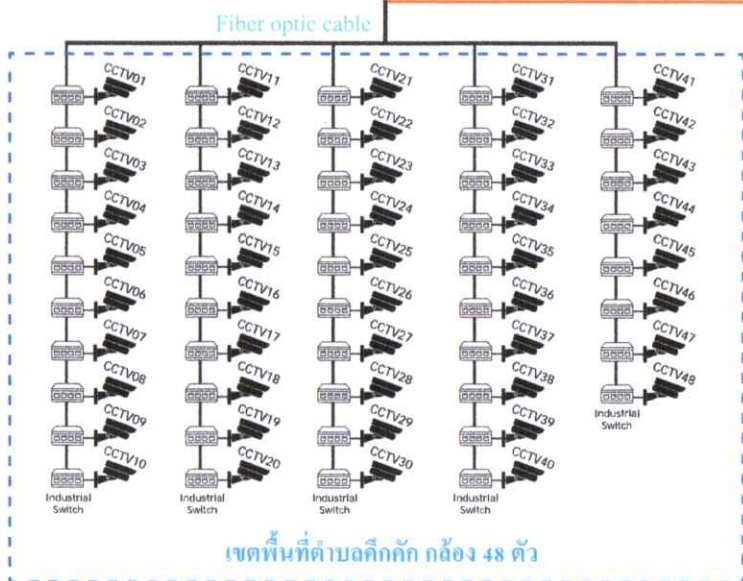 Fiber optic cable
CCTV01
CCTV02
CCTV03
CCTV04
CCTV05
CCTV06
CCTV07
CCTV08
CCTV09
CCTV10
Industrial
Switch
CCTV11
CCTV12
CCTV13
CCTV14
CCTV15
CCTV16
CCTV17
CCTV18
CCTV19
CCTV20
Industrial
Switch
CCTV21
CCTV22
CCTV23
CCTV24
CCTV25
CCTV26
CCTV27
CCTV28
CCTV29
CCTV30
Industrial
Switch
CCTV31
CCTV32
CCTV33
CCTV34
CCTV35
CCTV36
CCTV37
CCTV38
CCTV39
CCTV40
Industrial
Switch
CCTV41
CCTV42
CCTV43
CCTV44
CCTV45
CCTV46
CCTV47
CCTV48
Industrial
Switch
เขตพื้นที่ตำบลคึกคัก กล้อง 48 ตัว